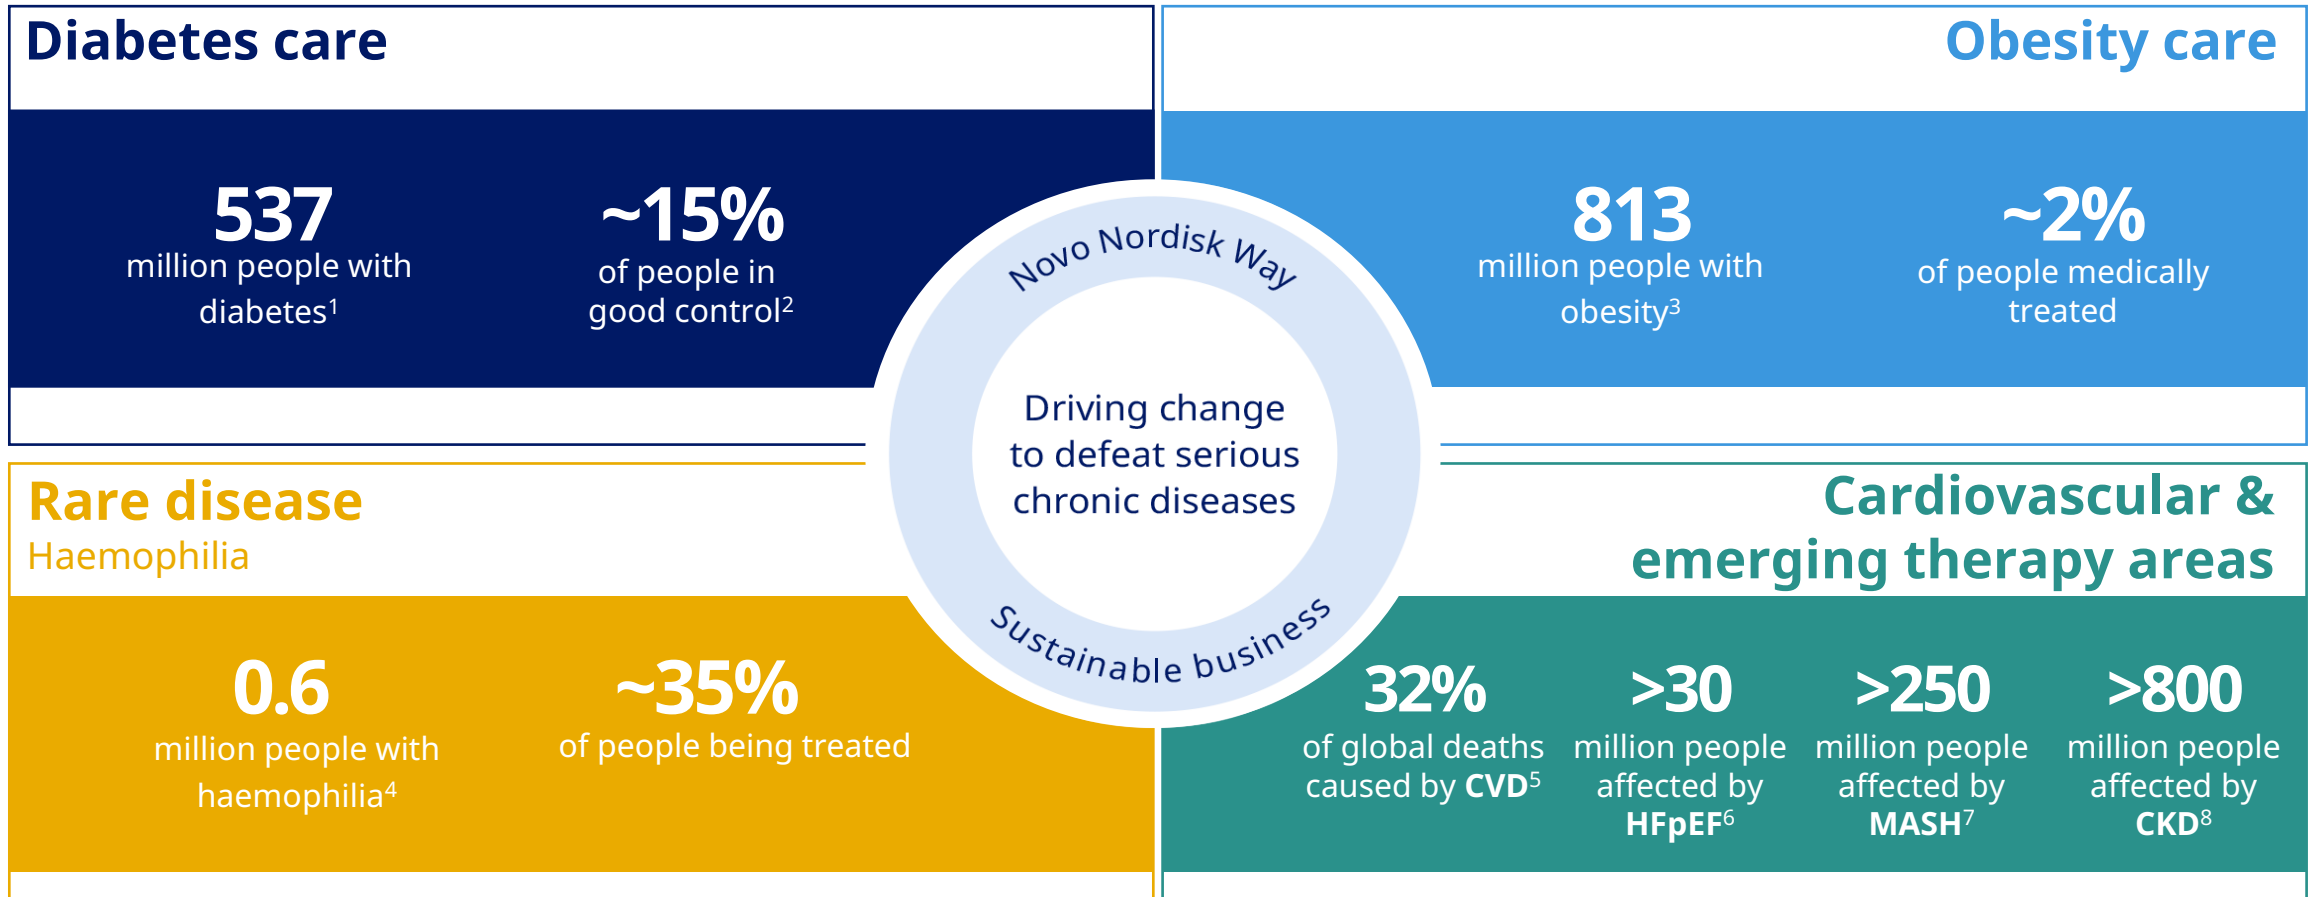 Diabetes care
537
million people with
diabetes¹
~15%
of people in
good control²
Obesity care
813
million people with
obesity³
~2%
of people medically
treated
Novo Nordisk Way
Driving change
to defeat serious
chronic diseases
Sustainable business
Rare disease
Haemophilia
0.6
million people with
haemophilia⁴
~35%
of people being treated
Cardiovascular &
emerging therapy areas
32%
of global deaths
caused by CVD⁵
>30
million people
affected by
HFpEF⁶
>250
million people
affected by
MASH⁷
>800
million people
affected by
CKD⁸